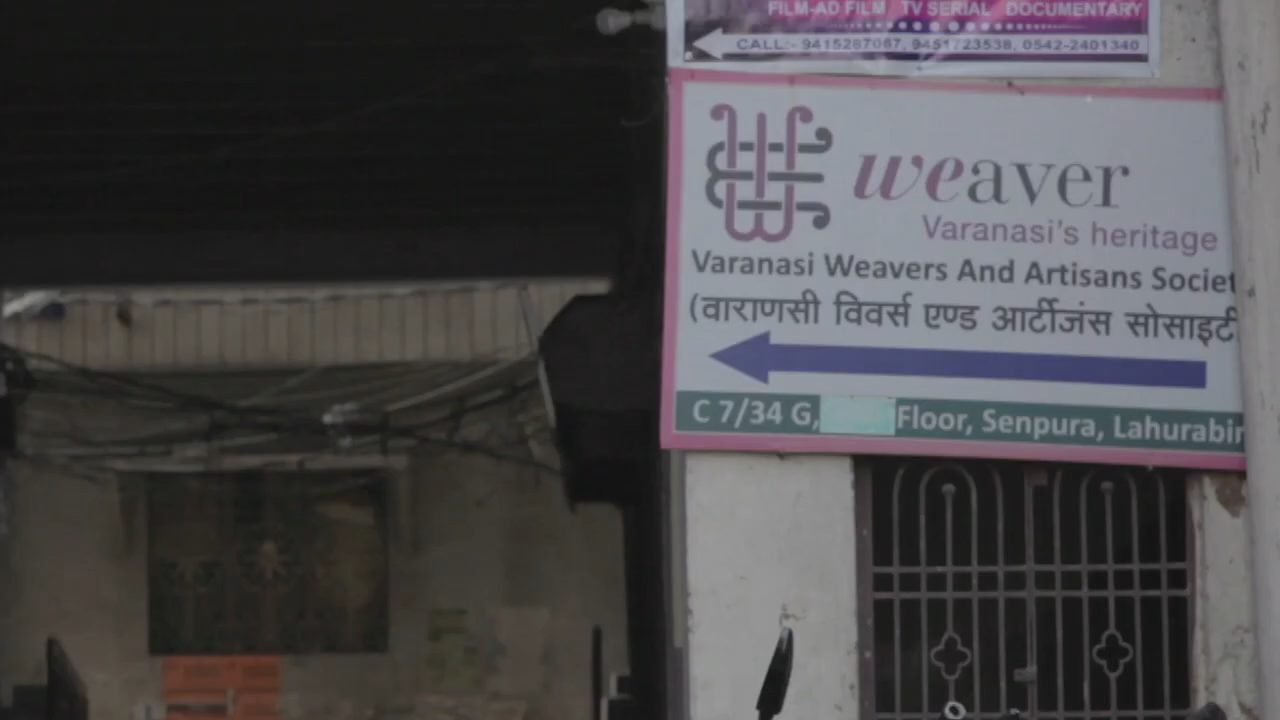 FILM-AD FILM TV SERIAL DOCUMENTARY
CALL:- 9415287067, 9451723538, 0542-2401340
weaver
Varanasi's heritage
Varanasi Weavers And Artisans Societ
(वाराणसी विवर्स एण्ड आर्टीजंस सोसाइटी
C 7/34 G, Floor, Senpura, Lahurabir